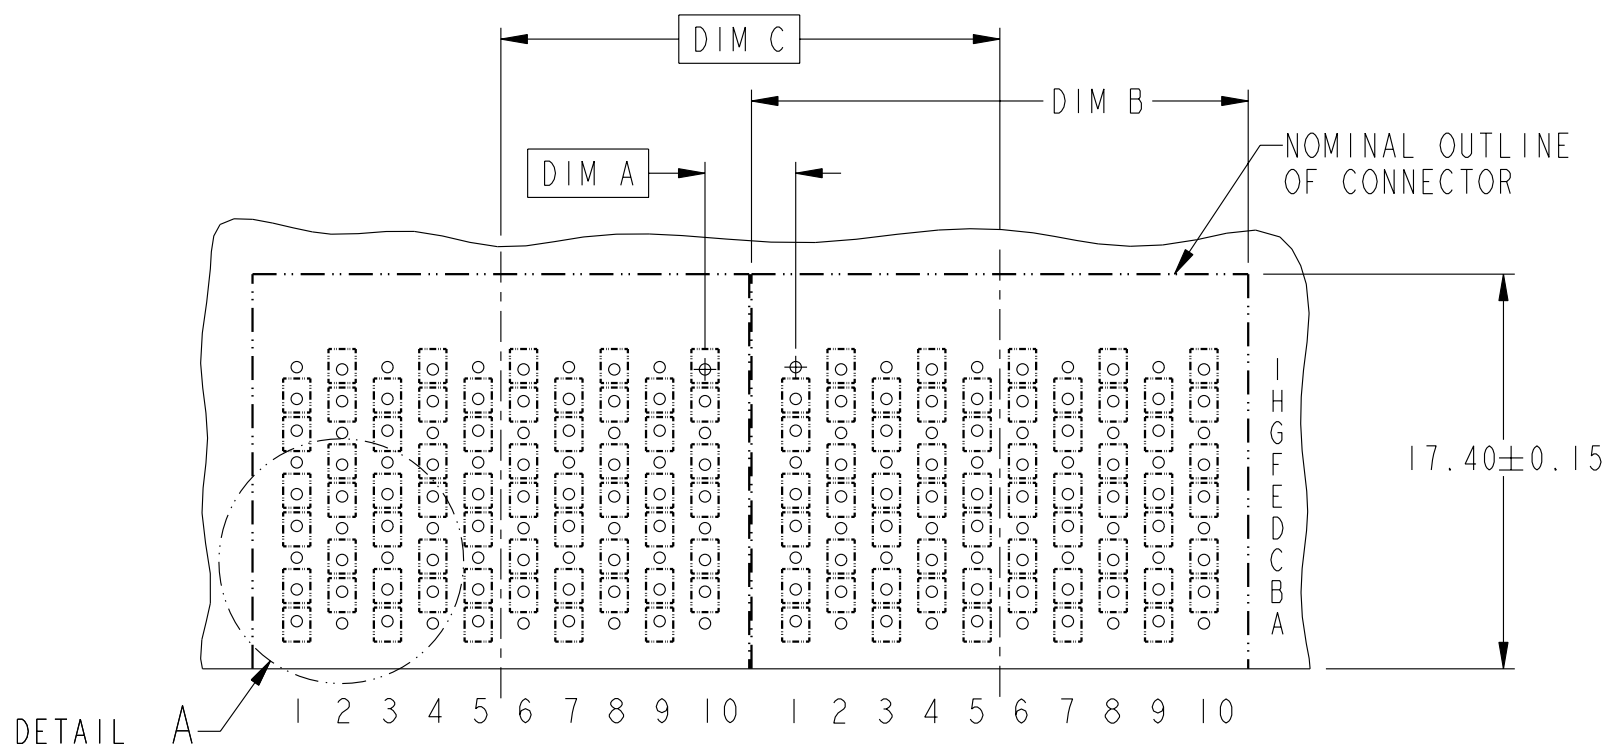 DIM C
DIM B
DIM A
NOMINAL OUTLINE
OF CONNECTOR
I
H
G
F
E
D
C
B
A
17.40±0.15
1 2 3 4 5 6 7 8 9 10 1 2 3 4 5 6 7 8 9 10
DETAIL A